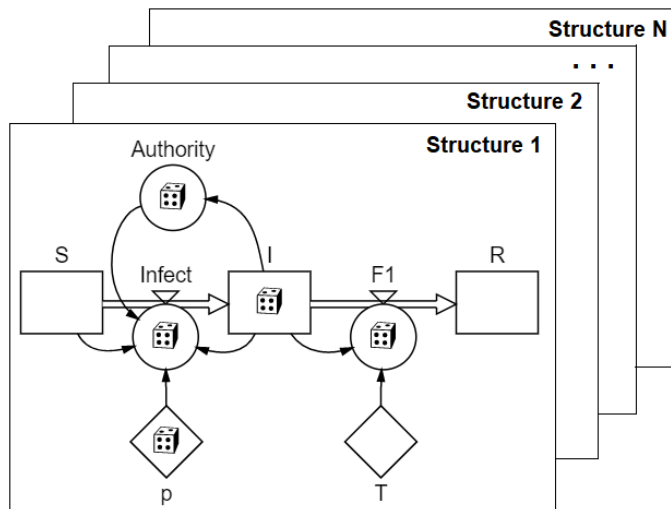 Structure N
. . .
Structure 2
Structure 1
Authority
S
Infect
I
F1
R
p
T